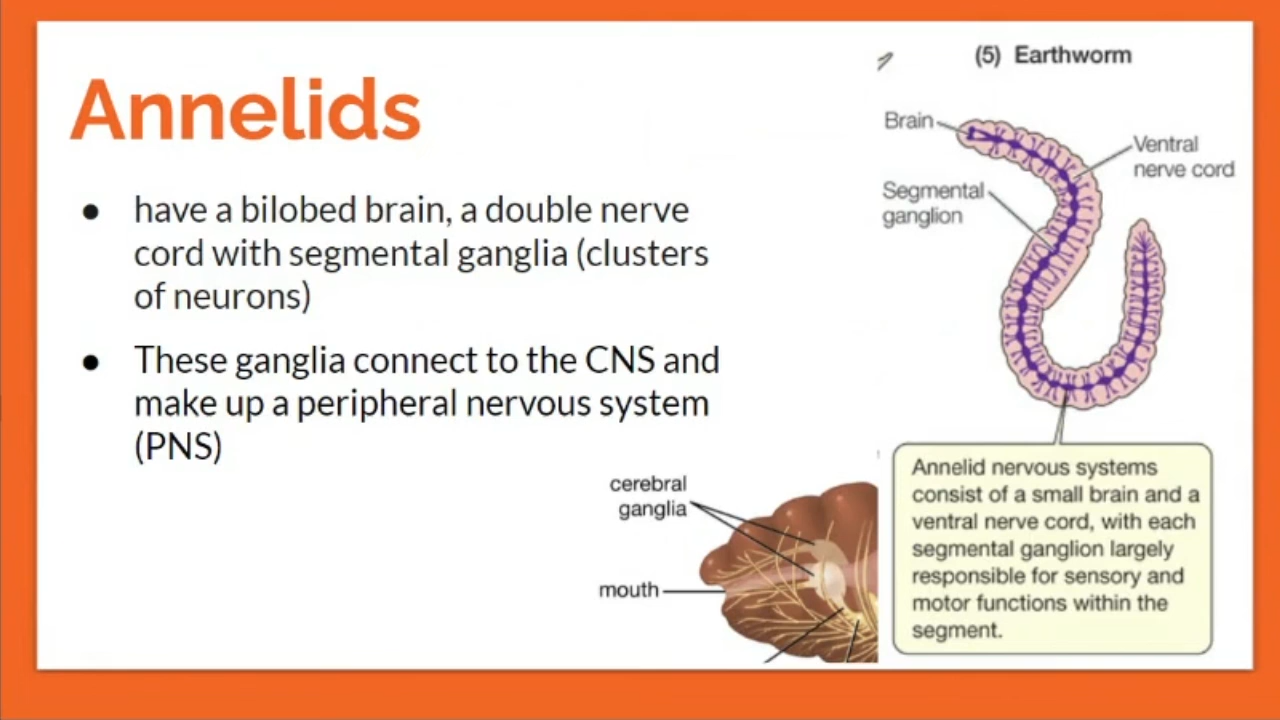 Annelids
● have a bilobed brain, a double nerve
cord with segmental ganglia (clusters
of neurons)
● These ganglia connect to the CNS and
make up a peripheral nervous system
(PNS)
cerebral
ganglia
mouth
(5) Earthworm
Brain
Ventral
nerve cord
Segmental
ganglion
Annelid nervous systems
consist of a small brain and a
ventral nerve cord, with each
segmental ganglion largely
responsible for sensory and
motor functions within the
segment.